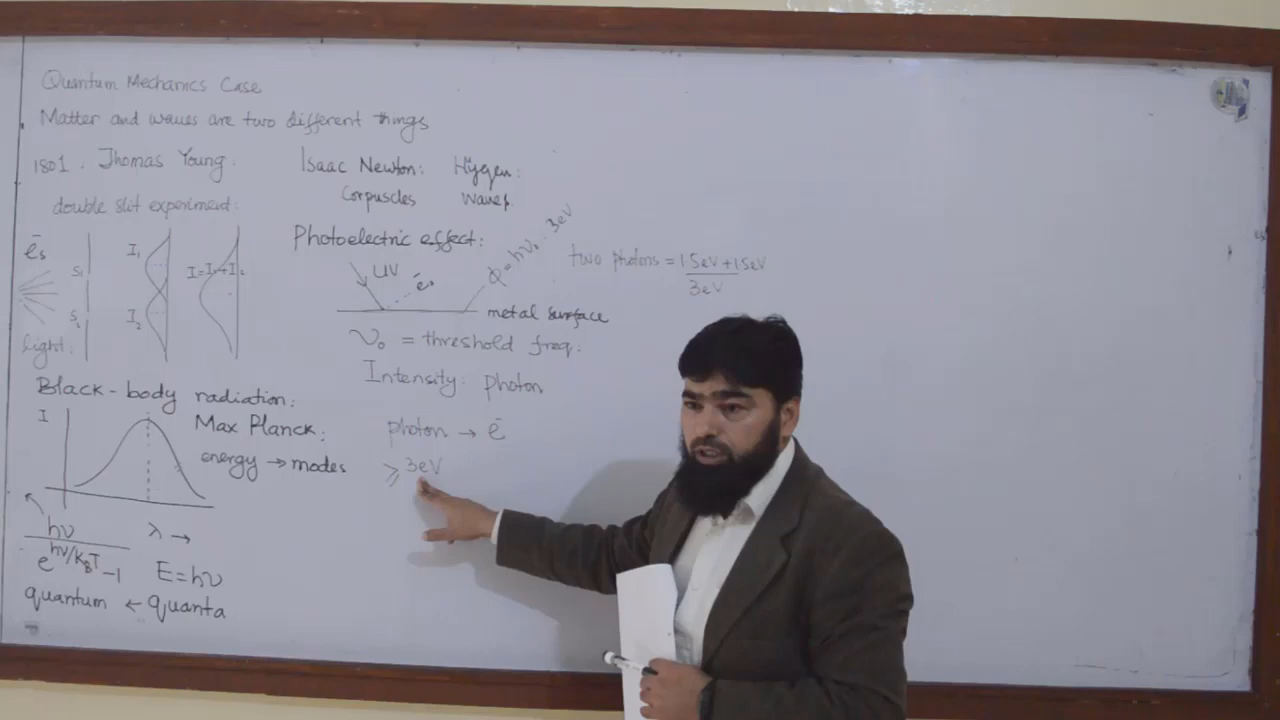 Quantum Mechanics Case
Matter and waves are two different things
1801. Thomas Young.
double slit experiment:
ēs
S₁
S₂
light:
I₁
I₂
I=I₁+I₂
Isaac Newton: Hygen:
Corpuscles waves
Photoelectric effect:
UV
ēs
ϕ=hν₀ : 3eV
metal surface
two photons = 1.5eV + 1.5eV
3eV
ν₀ = threshold freq:
Intensity: photon
photon → ē
≥ 3eV
Black-body radiation:
I
Max Planck:
energy → modes
λ →
hν
e^hν/k_BT -1
E=hν
quantum ← quanta